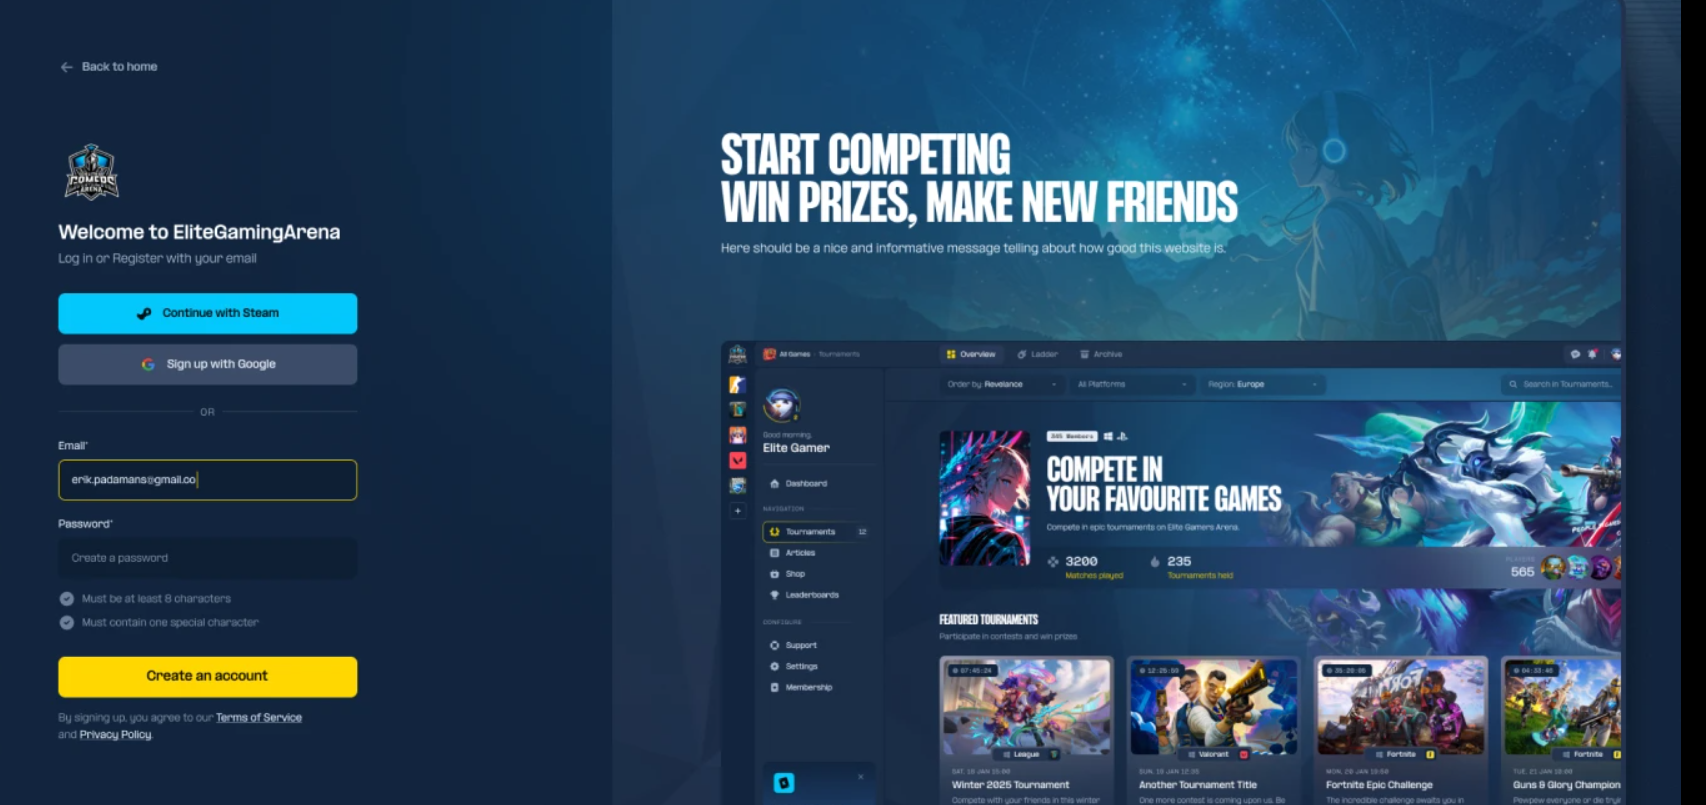 Back to home
GAMERS
ARENA
Welcome to EliteGamingArena
Log in or Register with your email
Continue with Steam
Sign up with Google
OR
Email*
erik.padamans@gmail.co
Password*
Create a password
Must be at least 8 characters
Must contain one special character
Create an account
By signing up, you agree to our Terms of Service
and Privacy Policy.
START COMPETING
WIN PRIZES, MAKE NEW FRIENDS
Here should be a nice and informative message telling about how good this website is.
All Games Tournaments
Overview
Ladder
Archive
Order by Revelance
All Platforms
Region: Europe
Search in Tournaments...
Good morning,
Elite Gamer
Dashboard
NAVIGATION
Tournaments 12
Articles
Shop
Leaderboards
CONFIGURE
Support
Settings
Membership
345 Members
COMPETE IN
YOUR FAVOURITE GAMES
Compete in epic tournaments on Elite Gamers Arena.
3200
Matches played
235
Tournaments held
PLAYERS
565
FEATURED TOURNAMENTS
Participate in contests and win prizes
07:45:24
League
SAT, 18 JAN 15:00
Winter 2025 Tournament
Compete with your friends in this winter
12:25:50
Valorant
SUN, 19 JAN 12:35
Another Tournament Title
One more contest is coming upon us. Be
35:20:05
Fortnite
MON, 20 JAN 19:50
Fortnite Epic Challenge
The incredible challenge awaits you in
04:33:46
Fortnite
TUE, 21 JAN 10:00
Guns & Glory Champion
Pewpew everyone or die tryi